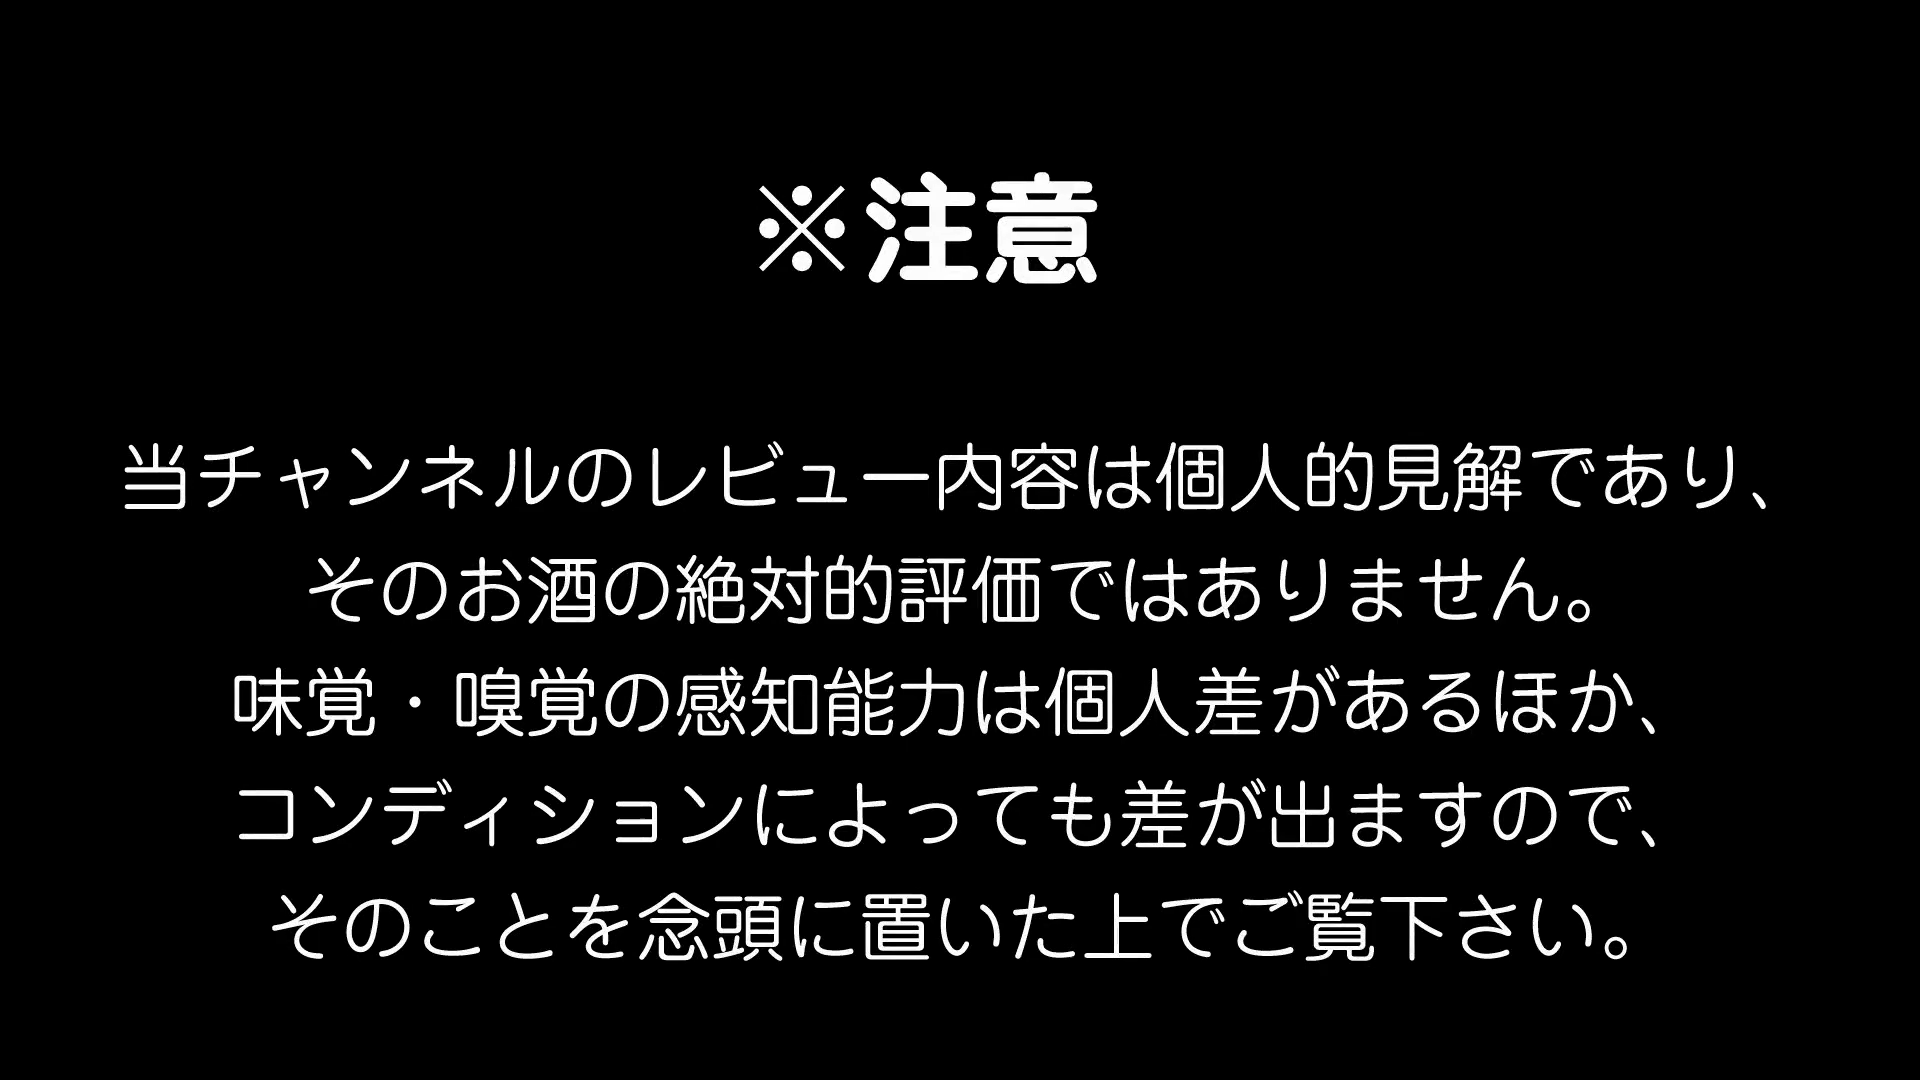 ※注意
当チャンネルのレビュー内容は個人的見解であり、
そのお酒の絶対的評価ではありません。
味覚・嗅覚の感知能力は個人差があるほか、
コンディションによっても差が出ますので、
そのことを念頭に置いた上でご覧下さい。